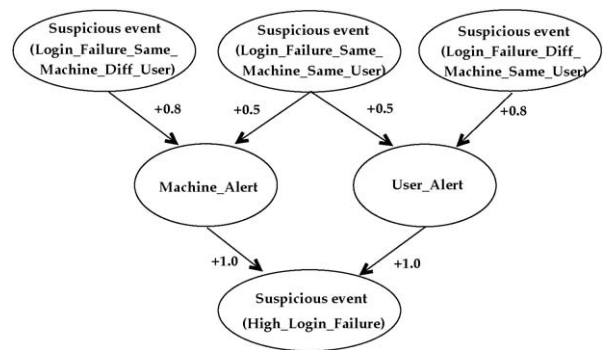 Suspicious event
(Login_Failure_Same_
Machine_Diff_User)
Suspicious event
(Login_Failure_Same_
Machine_Same_User)
Suspicious event
(Login_Failure_Diff_
Machine_Same_User)
+0.8
+0.5
+0.5
+0.8
Machine_Alert
User_Alert
+1.0
+1.0
Suspicious event
(High_Login_Failure)